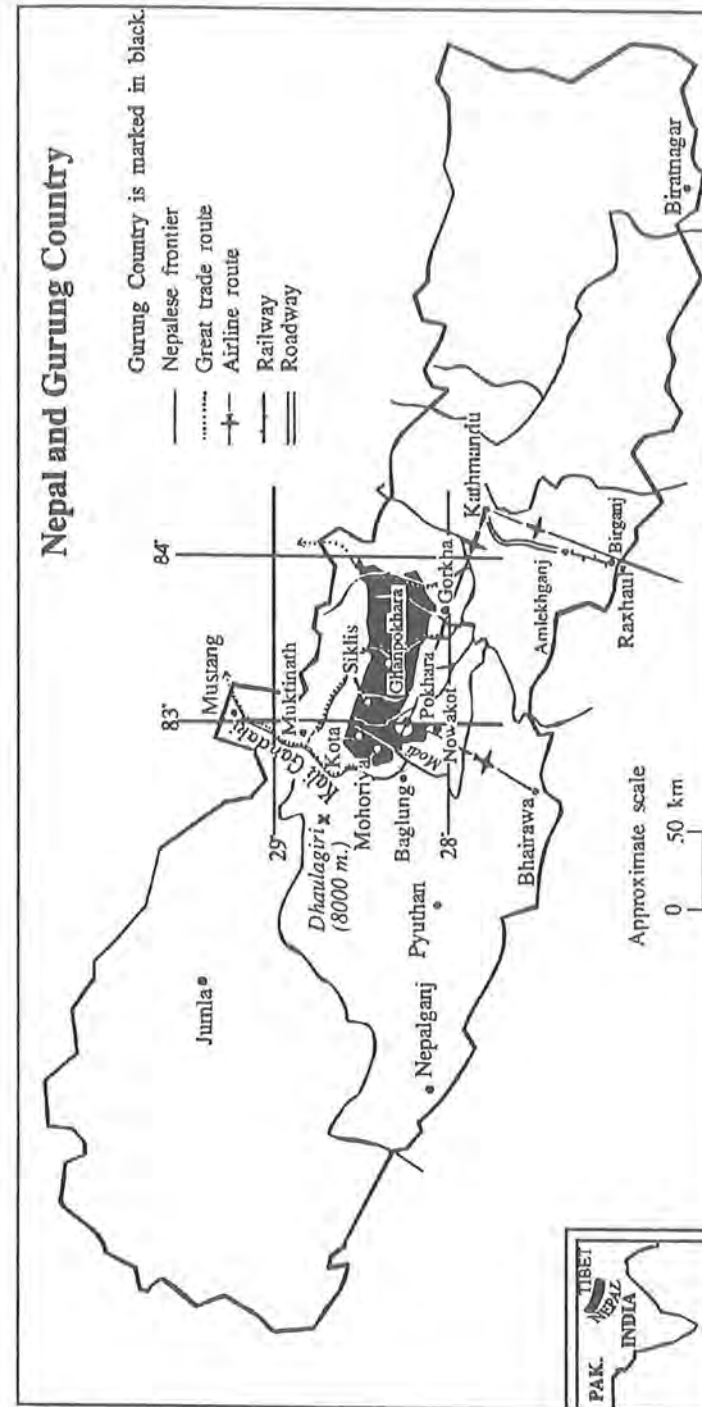 Nepal and Gurung Country
Gurung Country is marked in black.
Nepalese frontier
Great trade route
Airline route
Railway
Roadway
83°
84°
29°
28°
Mustang
Muktinath
Kali Gandaki
Jumla
Dhaulagiri x
(8000 m.)
Kota
Siklis
Mohoriya
Ghanpokhara
Baglung
Modi
Pokhara
Gorkha
Nowakot
Kathmandu
Pyuthan
Nepalganj
Bhairawa
Amlekhganj
Birganj
Raxhaul
Biratnagar
Approximate scale
0 50 km
PAK.
TIBET
NEPAL
INDIA